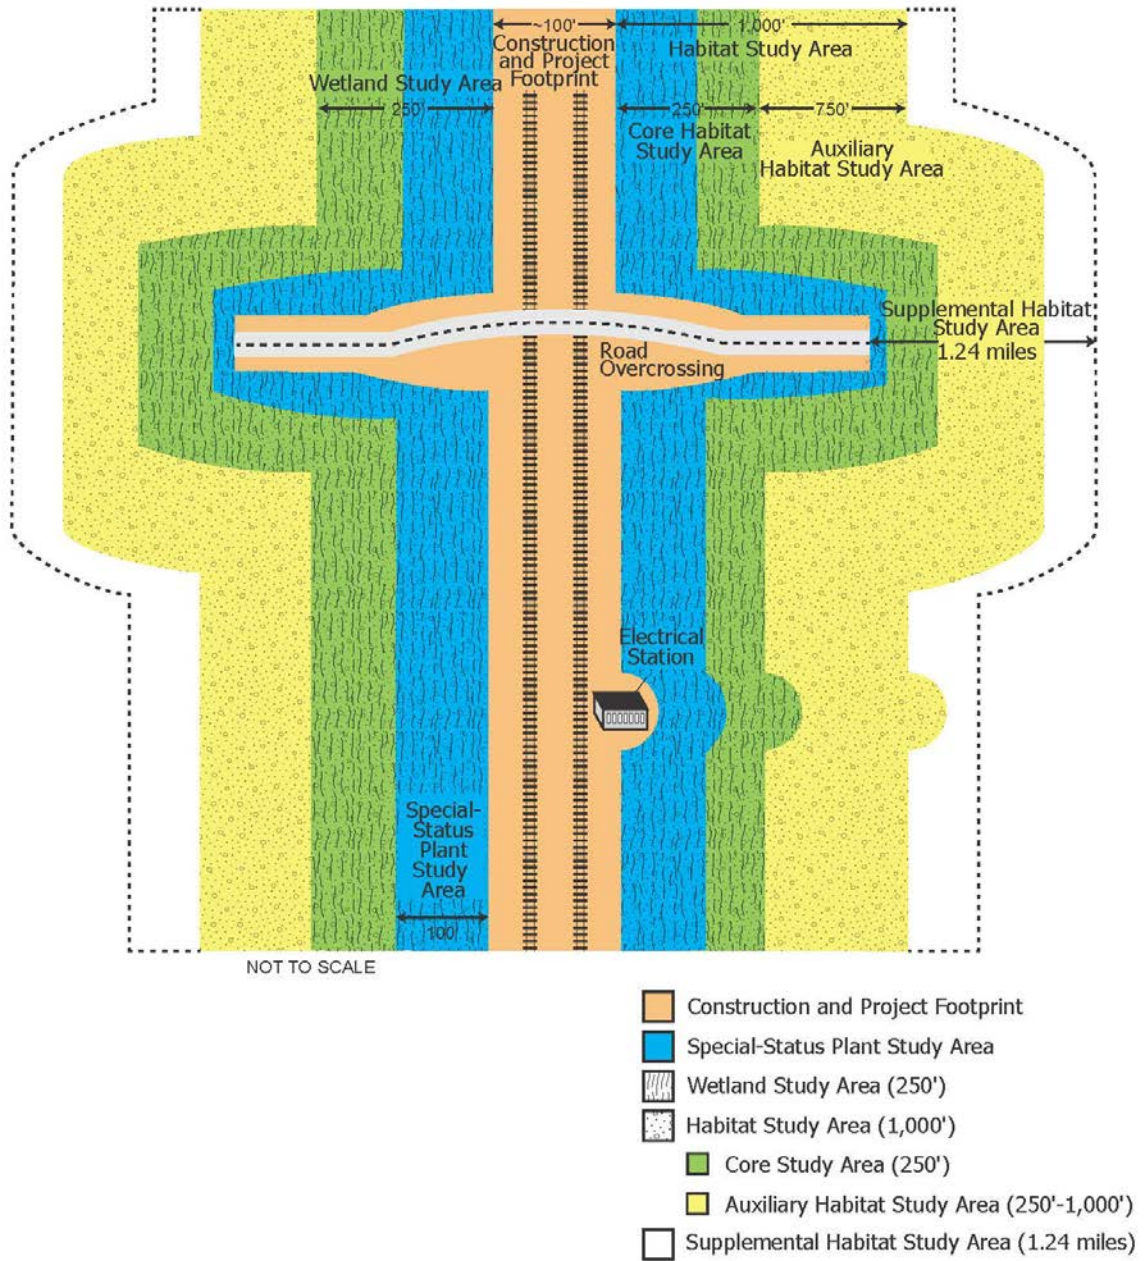 ~100'
1,000'
Construction
and Project
Footprint
Habitat Study Area
Wetland Study Area
250'
250'
750'
Core Habitat
Study Area
Auxiliary
Habitat Study Area
Supplemental Habitat
Study Area
1.24 miles
Road
Overcrossing
Electrical
Station
Special-
Status
Plant
Study
Area
100'
NOT TO SCALE
Construction and Project Footprint
Special-Status Plant Study Area
Wetland Study Area (250')
Habitat Study Area (1,000')
Core Study Area (250')
Auxiliary Habitat Study Area (250'-1,000')
Supplemental Habitat Study Area (1.24 miles)